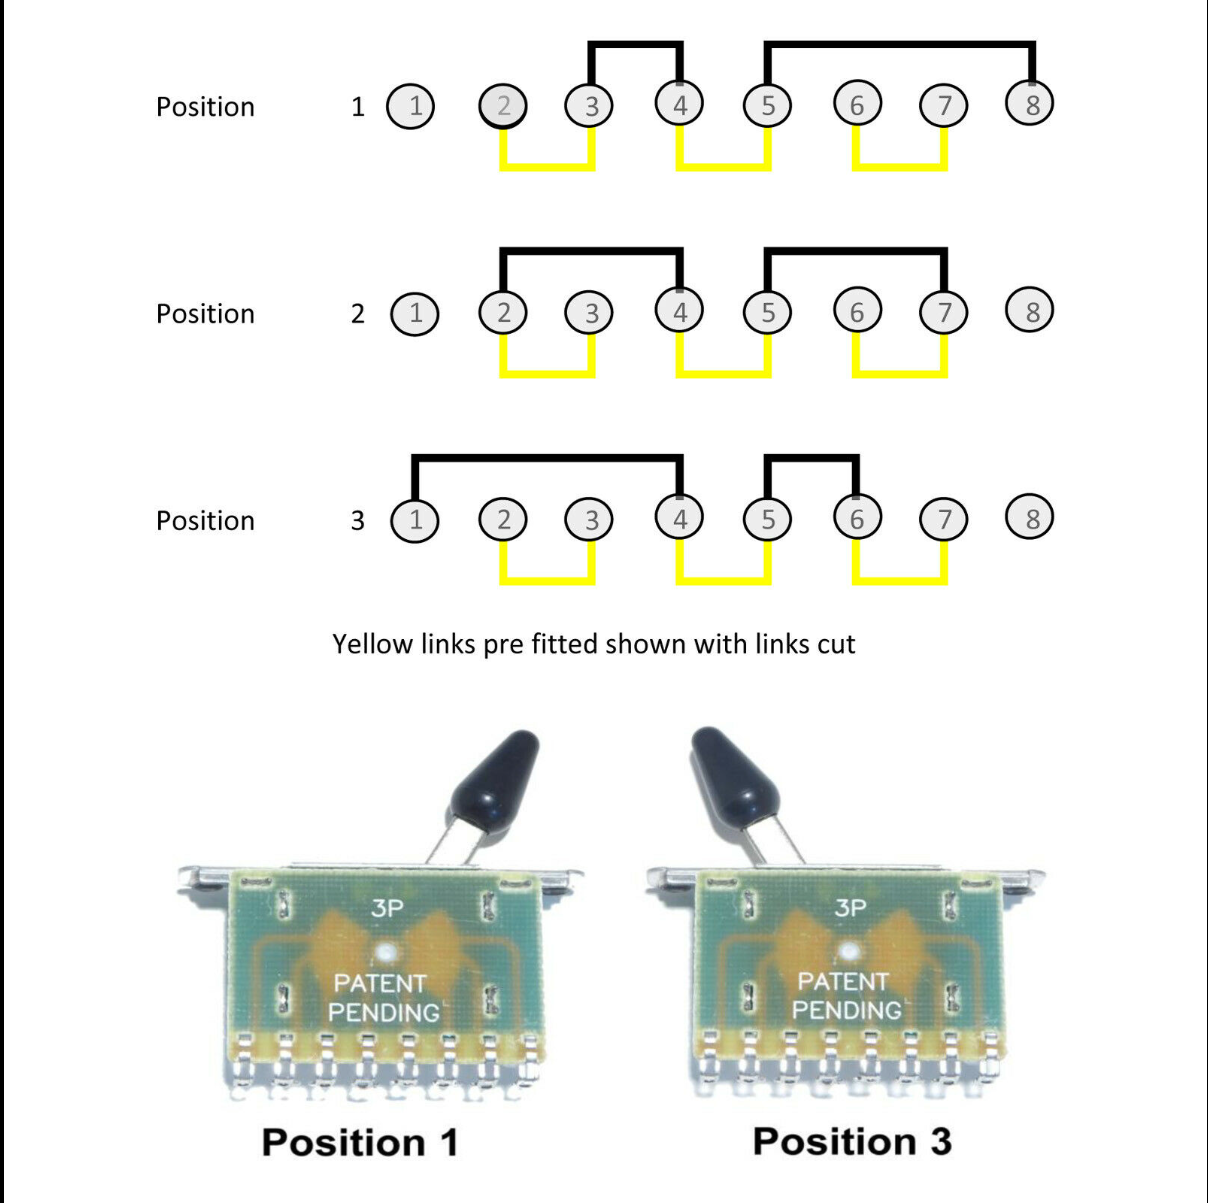 Position 1 1 2 3 4 5 6 7 8
Position 2 1 2 3 4 5 6 7 8
Position 3 1 2 3 4 5 6 7 8
Yellow links pre fitted shown with links cut
3P
PATENT
PENDING
3P
PATENT
PENDING
Position 1
Position 3